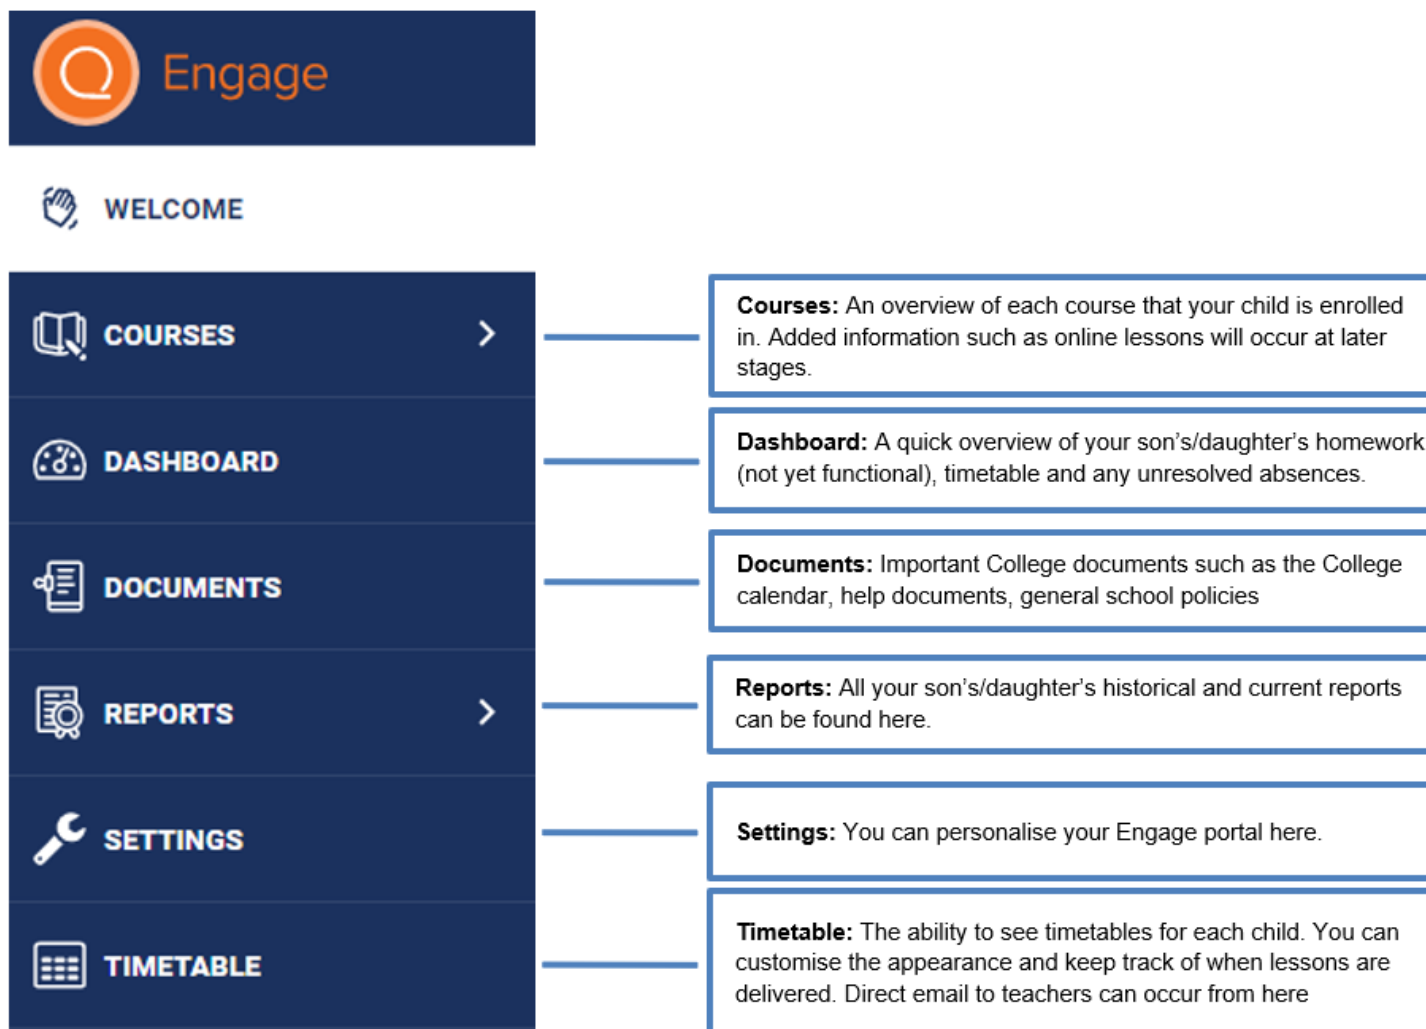 Engage
WELCOME
COURSES
Courses: An overview of each course that your child is enrolled
in. Added information such as online lessons will occur at later
stages.
DASHBOARD
Dashboard: A quick overview of your son's/daughter's homework
(not yet functional), timetable and any unresolved absences.
DOCUMENTS
Documents: Important College documents such as the College
calendar, help documents, general school policies
REPORTS
Reports: All your son's/daughter's historical and current reports
can be found here.
SETTINGS
Settings: You can personalise your Engage portal here.
TIMETABLE
Timetable: The ability to see timetables for each child. You can
customise the appearance and keep track of when lessons are
delivered. Direct email to teachers can occur from here